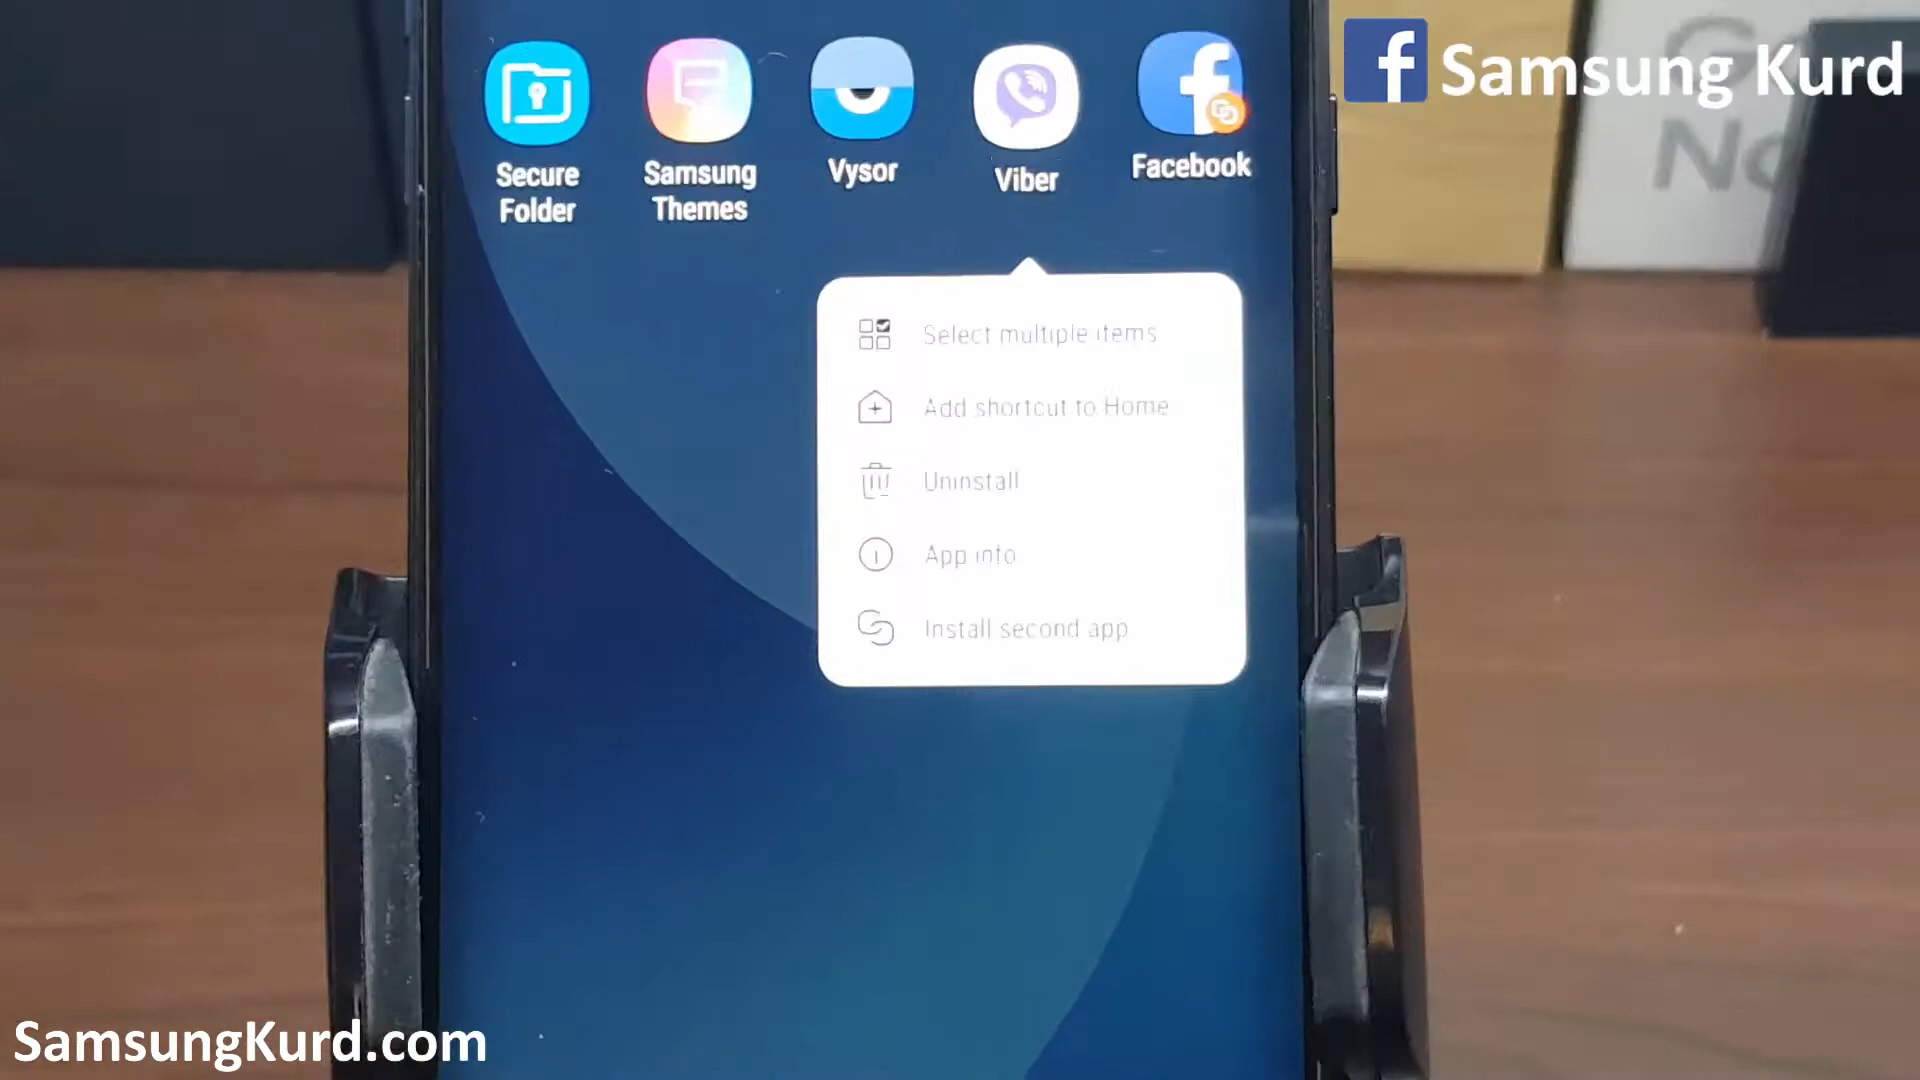 Samsung Kurd
Secure
Folder
Samsung
Themes
Vysor
Viber
Facebook
Select multiple items
Add shortcut to Home
Uninstall
App info
Install second app
SamsungKurd.com